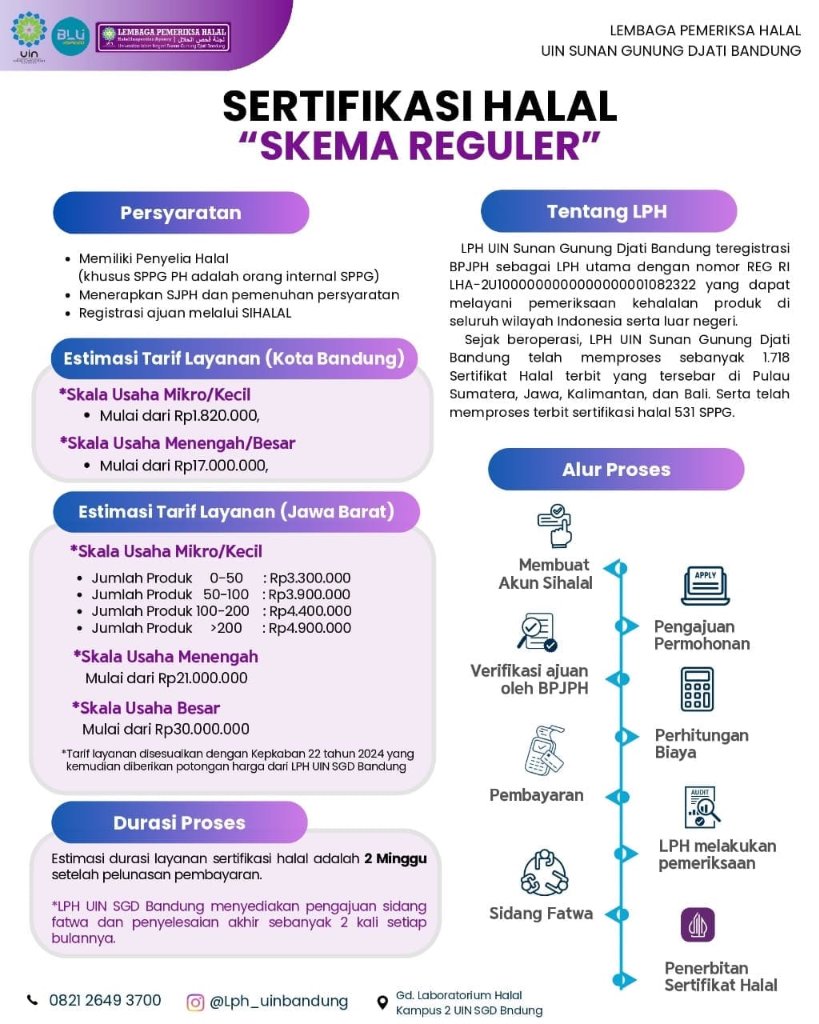 uin
BLU
LEMBAGA PEMERIKSA HALAL
Universitas Islam Negeri Sunan Gunung Djati Bandung
LEMBAGA PEMERIKSA HALAL
UIN SUNAN GUNUNG DJATI BANDUNG
SERTIFIKASI HALAL
“SKEMA REGULER”
Persyaratan
• Memiliki Penyelia Halal
(khusus SPPG PH adalah orang internal SPPG)
• Menerapkan SJPH dan pemenuhan persyaratan
• Registrasi ajuan melalui SIHALAL
Estimasi Tarif Layanan (Kota Bandung)
*Skala Usaha Mikro/Kecil
• Mulai dari Rp1.820.000,
*Skala Usaha Menengah/Besar
• Mulai dari Rp17.000.000,
Estimasi Tarif Layanan (Jawa Barat)
*Skala Usaha Mikro/Kecil
• Jumlah Produk 0-50 : Rp3.300.000
• Jumlah Produk 50-100 : Rp3.900.000
• Jumlah Produk 100-200 : Rp4.400.000
• Jumlah Produk >200 : Rp4.900.000
*Skala Usaha Menengah
Mulai dari Rp21.000.000
*Skala Usaha Besar
Mulai dari Rp30.000.000
*Tarif layanan disesuaikan dengan Kepkaban 22 tahun 2024 yang
kemudian diberikan potongan harga dari LPH UIN SGD Bandung
Durasi Proses
Estimasi durasi layanan sertifikasi halal adalah 2 Minggu
setelah pelunasan pembayaran.
*LPH UIN SGD Bandung menyediakan pengajuan sidang
fatwa dan penyelesaian akhir sebanyak 2 kali setiap
bulannya.
Tentang LPH
LPH UIN Sunan Gunung Djati Bandung teregistrasi
BPJPH sebagai LPH utama dengan nomor REG RI
LHA-2U10000000000000001082322 yang dapat
melayani pemeriksaan kehalalan produk di
seluruh wilayah Indonesia serta luar negeri.
Sejak beroperasi, LPH UIN Sunan Gunung Djati
Bandung telah memproses sebanyak 1.718
Sertifikat Halal terbit yang tersebar di Pulau
Sumatera, Jawa, Kalimantan, dan Bali. Serta telah
memproses terbit sertifikasi halal 531 SPPG.
Alur Proses
Membuat
Akun Sihalal
APPLY
Pengajuan
Permohonan
Verifikasi ajuan
oleh BPJPH
Perhitungan
Biaya
Pembayaran
AUDIT
LPH melakukan
pemeriksaan
Sidang Fatwa
Penerbitan
Sertifikat Halal
0821 2649 3700
@Lph_uinbandung
Gd. Laboratorium Halal
Kampus 2 UIN SGD Bndung